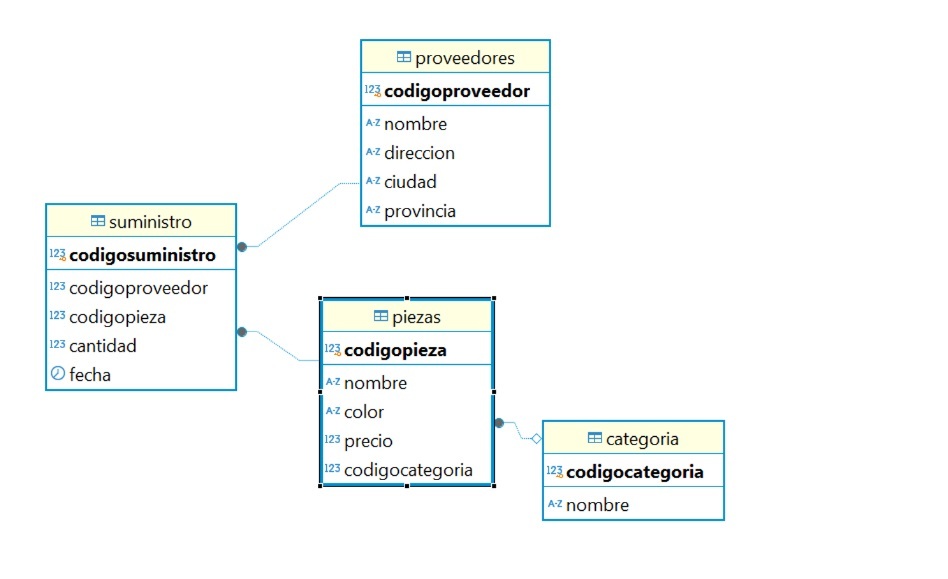 proveedores
123 codigoproveedor
A-Z nombre
A-Z direccion
A-Z ciudad
A-Z provincia
suministro
123 codigosuministro
123 codigoproveedor
123 codigopieza
123 cantidad
fecha
piezas
123 codigopieza
A-Z nombre
A-Z color
123 precio
123 codigocategoria
categoria
123 codigocategoria
A-Z nombre